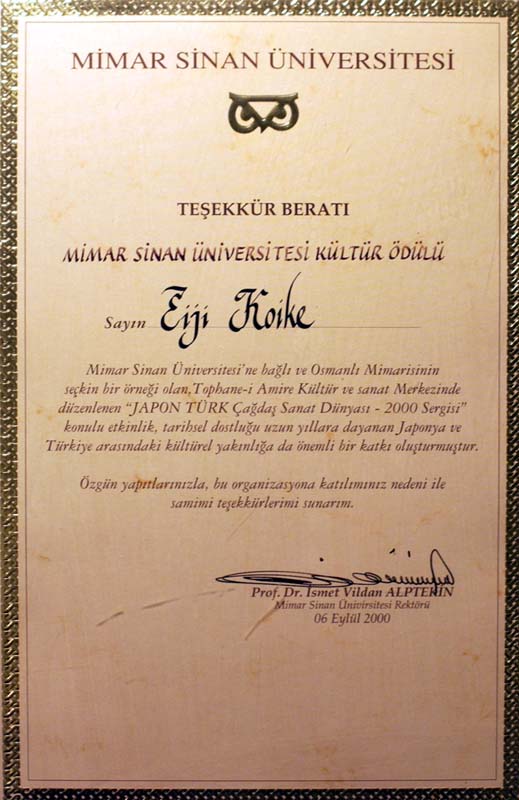 MİMAR SİNAN ÜNİVERSİTESİ
TEŞEKKÜR BERATI
MİMAR SİNAN ÜNİVERSİTESİ KÜLTÜR ÖDÜLÜ
Sayın Eiji Koike
Mimar Sinan Üniversitesi'ne bağlı ve Osmanlı Mimarisinin
seçkin bir örneği olan Tophane-i Amire Kültür ve sanat Merkezinde
düzenlenen “JAPON TÜRK Çağdaş Sanat Dünyası - 2000 Sergisi”
konulu etkinlik, tarihsel dostluğu uzun yıllara dayanan Japonya ve
Türkiye arasındaki kültürel yakınlığa da önemli bir katkı oluşturmuştur.
Özgün yapıtlarınızla, bu organizasyona katılımınız nedeni ile
samimi teşekkürlerimi sunarım.
Prof. Dr. İsmet Vildan ALPTEKİN
Mimar Sinan Ünivirsitesi Rektörü
06 Eylül 2000